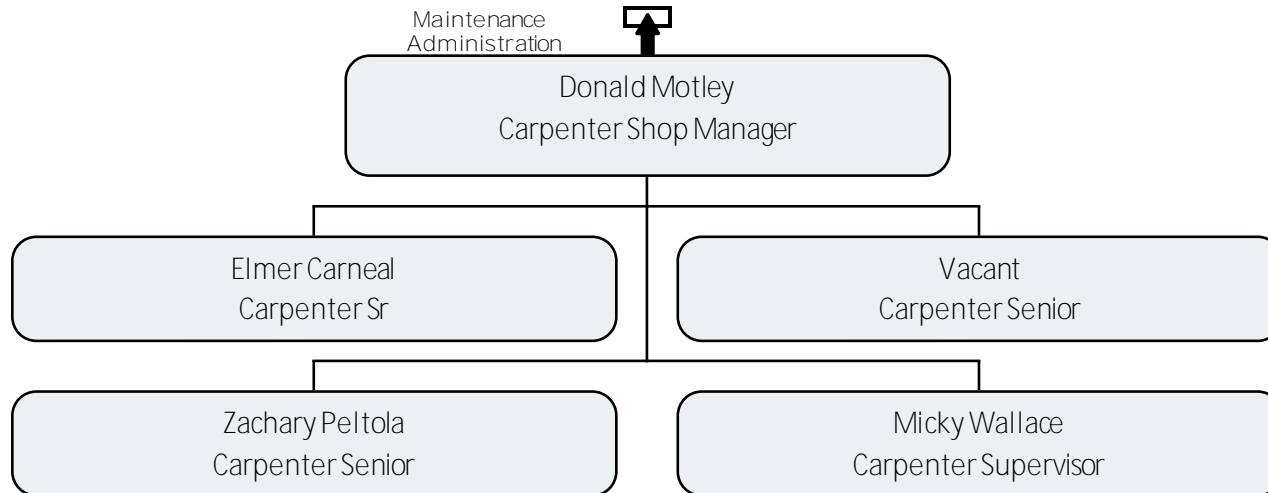 Maintenance
Administration
Donald Motley
Carpenter Shop Manager
Elmer Carneal
Carpenter Sr
Vacant
Carpenter Senior
Zachary Peltola
Carpenter Senior
Micky Wallace
Carpenter Supervisor